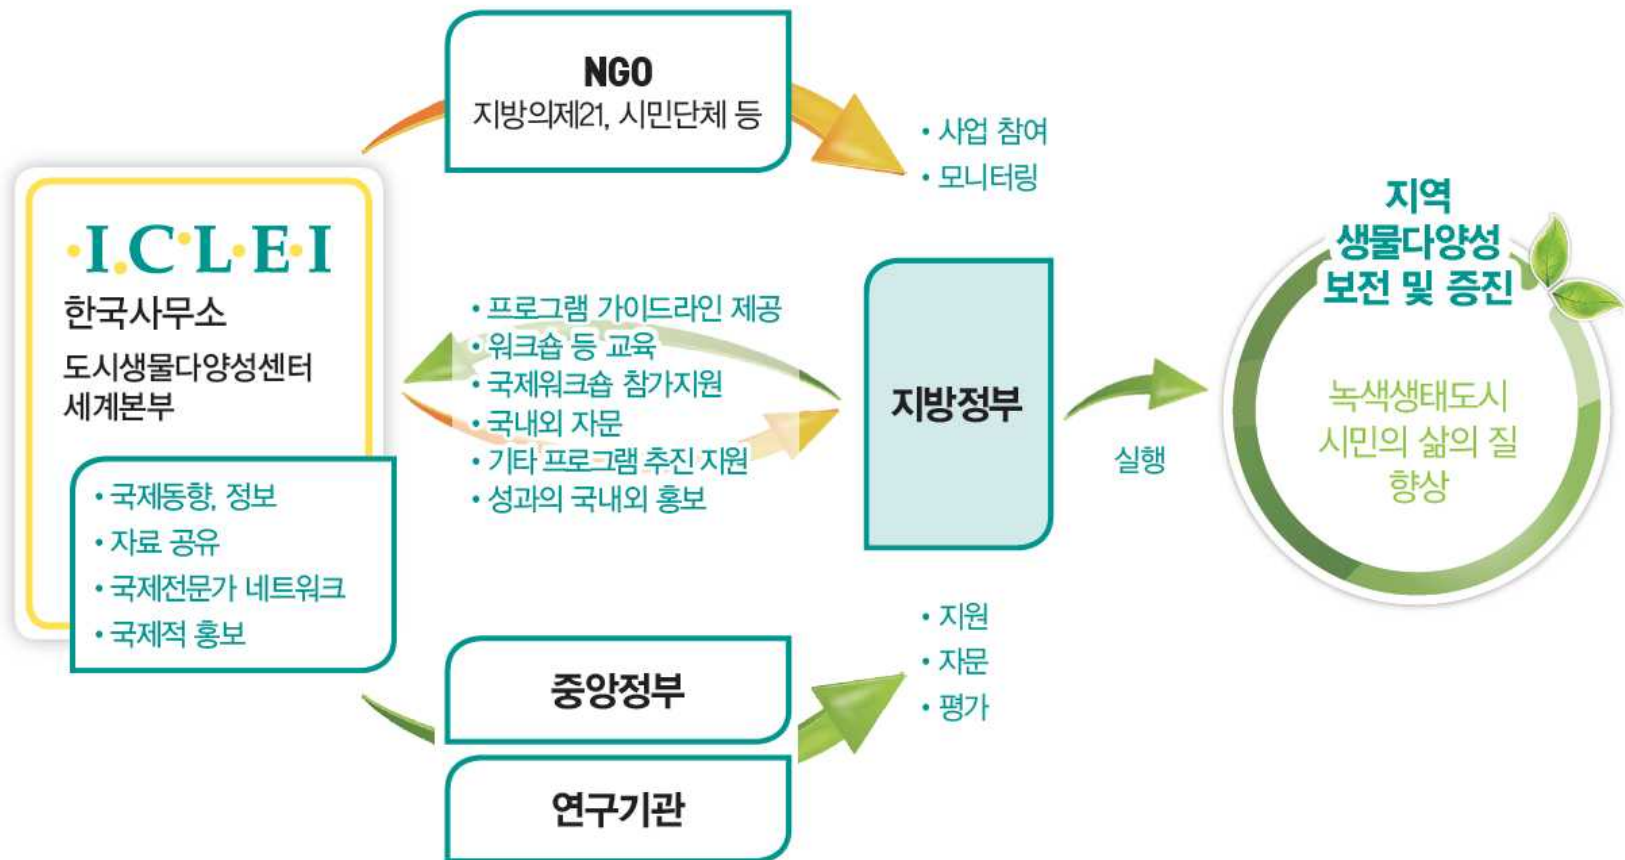 NGO
지방의제21, 시민단체 등
• 사업 참여
• 모니터링
·I.C·L·E·I
한국사무소
도시생물다양성센터
세계본부
• 국제동향, 정보
• 자료 공유
• 국제전문가 네트워크
• 국제적 홍보
• 프로그램 가이드라인 제공
• 워크숍 등 교육
• 국제워크숍 참가지원
• 국내외 자문
• 기타 프로그램 추진 지원
• 성과의 국내외 홍보
지방정부
실행
지역
생물다양성
보전 및 증진
녹색생태도시
시민의 삶의 질
향상
중앙정부
연구기관
• 지원
• 자문
• 평가